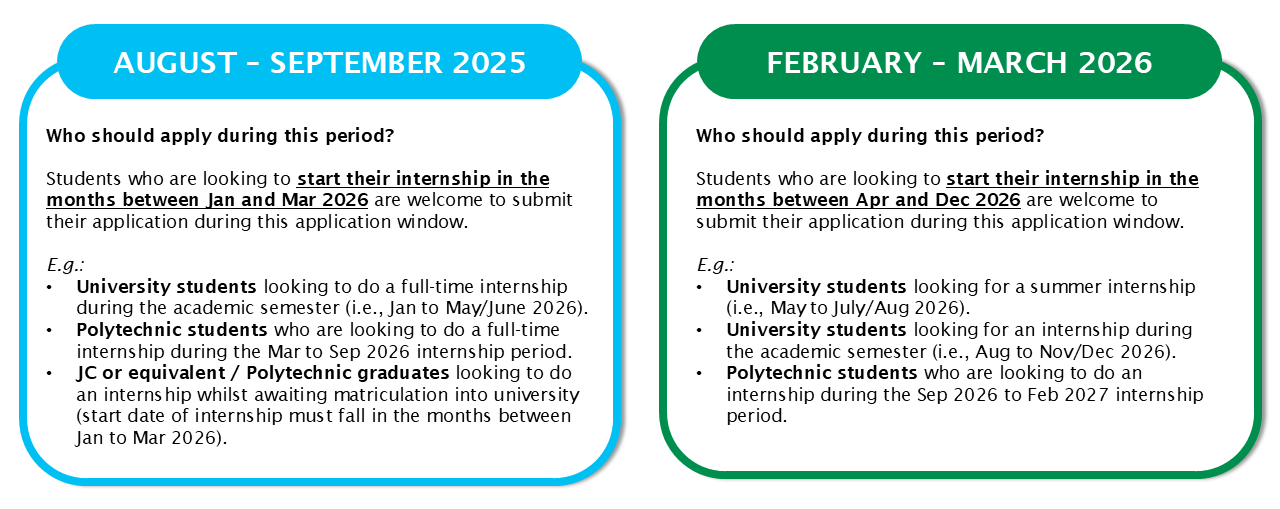 AUGUST – SEPTEMBER 2025
Who should apply during this period?
Students who are looking to start their internship in the
months between Jan and Mar 2026 are welcome to submit
their application during this application window.
E.g.:
• University students looking to do a full-time internship
during the academic semester (i.e., Jan to May/June 2026).
• Polytechnic students who are looking to do a full-time
internship during the Mar to Sep 2026 internship period.
• JC or equivalent / Polytechnic graduates looking to do
an internship whilst awaiting matriculation into university
(start date of internship must fall in the months between
Jan to Mar 2026).
FEBRUARY – MARCH 2026
Who should apply during this period?
Students who are looking to start their internship in the
months between Apr and Dec 2026 are welcome to
submit their application during this application window.
E.g.:
• University students looking for a summer internship
(i.e., May to July/Aug 2026).
• University students looking for an internship during
the academic semester (i.e., Aug to Nov/Dec 2026).
• Polytechnic students who are looking to do an
internship during the Sep 2026 to Feb 2027 internship
period.